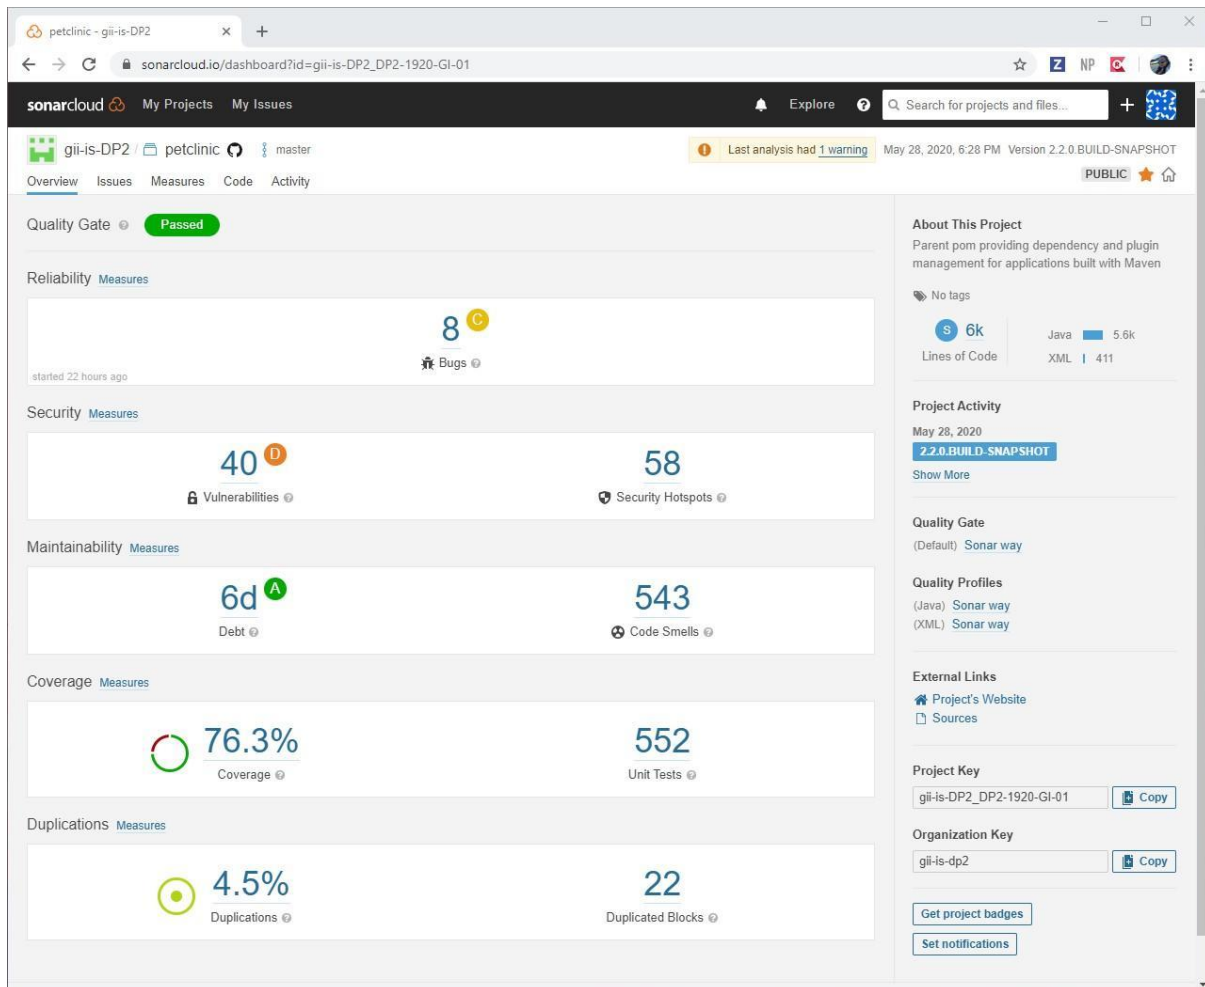 petclinic - gii-is-DP2
sonarcloud.io/dashboard?id=gii-is-DP2_DP2-1920-GI-01
Z NP
sonarcloud My Projects My Issues Explore Search for projects and files...
gii-is-DP2 / petclinic master Last analysis had 1 warning May 28, 2020, 6:28 PM Version 2.2.0.BUILD-SNAPSHOT
Overview Issues Measures Code Activity PUBLIC
Quality Gate Passed
Reliability Measures
8 C
Bugs
started 22 hours ago
Security Measures
40 D 58
Vulnerabilities Security Hotspots
Maintainability Measures
6d A 543
Debt Code Smells
Coverage Measures
76.3% 552
Coverage Unit Tests
Duplications Measures
4.5% 22
Duplications Duplicated Blocks
About This Project
Parent pom providing dependency and plugin
management for applications built with Maven
No tags
S 6k Java 5.6k
Lines of Code XML 411
Project Activity
May 28, 2020
2.2.0.BUILD-SNAPSHOT
Show More
Quality Gate
(Default) Sonar way
Quality Profiles
(Java) Sonar way
(XML) Sonar way
External Links
Project's Website
Sources
Project Key
gii-is-DP2_DP2-1920-GI-01 Copy
Organization Key
gii-is-dp2 Copy
Get project badges
Set notifications